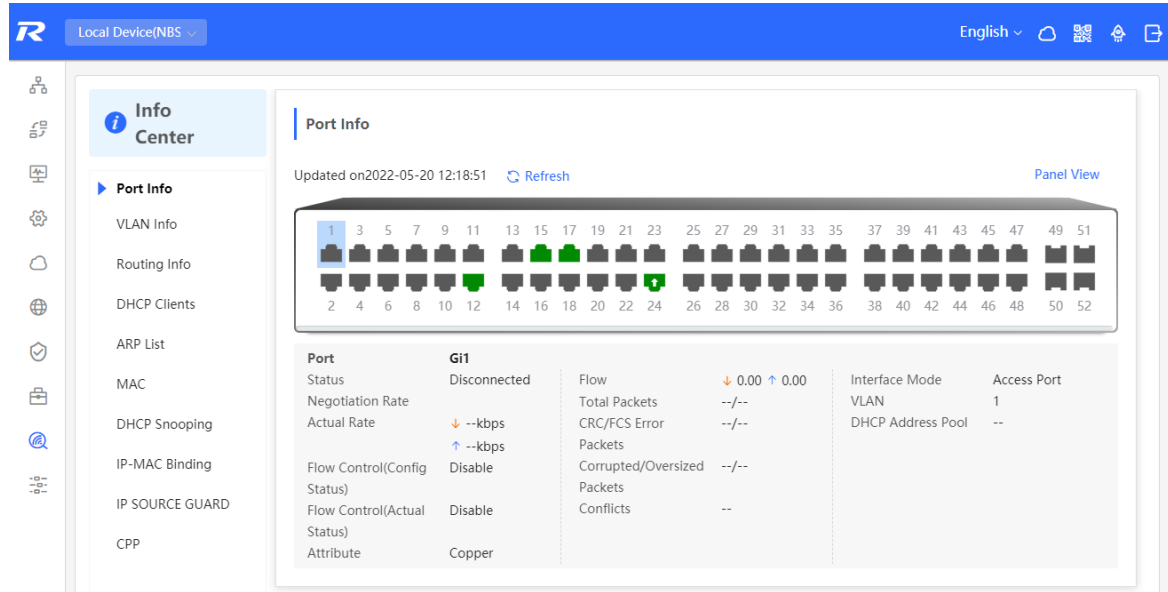 Local Device(NBS
English
Info
Center
Port Info
VLAN Info
Routing Info
DHCP Clients
ARP List
MAC
DHCP Snooping
IP-MAC Binding
IP SOURCE GUARD
CPP
Port Info
Updated on2022-05-20 12:18:51 Refresh Panel View
1 3 5 7 9 11 13 15 17 19 21 23 25 27 29 31 33 35 37 39 41 43 45 47 49 51
2 4 6 8 10 12 14 16 18 20 22 24 26 28 30 32 34 36 38 40 42 44 46 48 50 52
Port Gi1
Status Disconnected
Negotiation Rate
Actual Rate ↓ --kbps
↑ --kbps
Flow Control(Config
Status) Disable
Flow Control(Actual
Status) Disable
Attribute Copper
Flow ↓ 0.00 ↑ 0.00
Total Packets --/--
CRC/FCS Error
Packets --/--
Corrupted/Oversized
Packets --/--
Conflicts --
Interface Mode Access Port
VLAN 1
DHCP Address Pool --